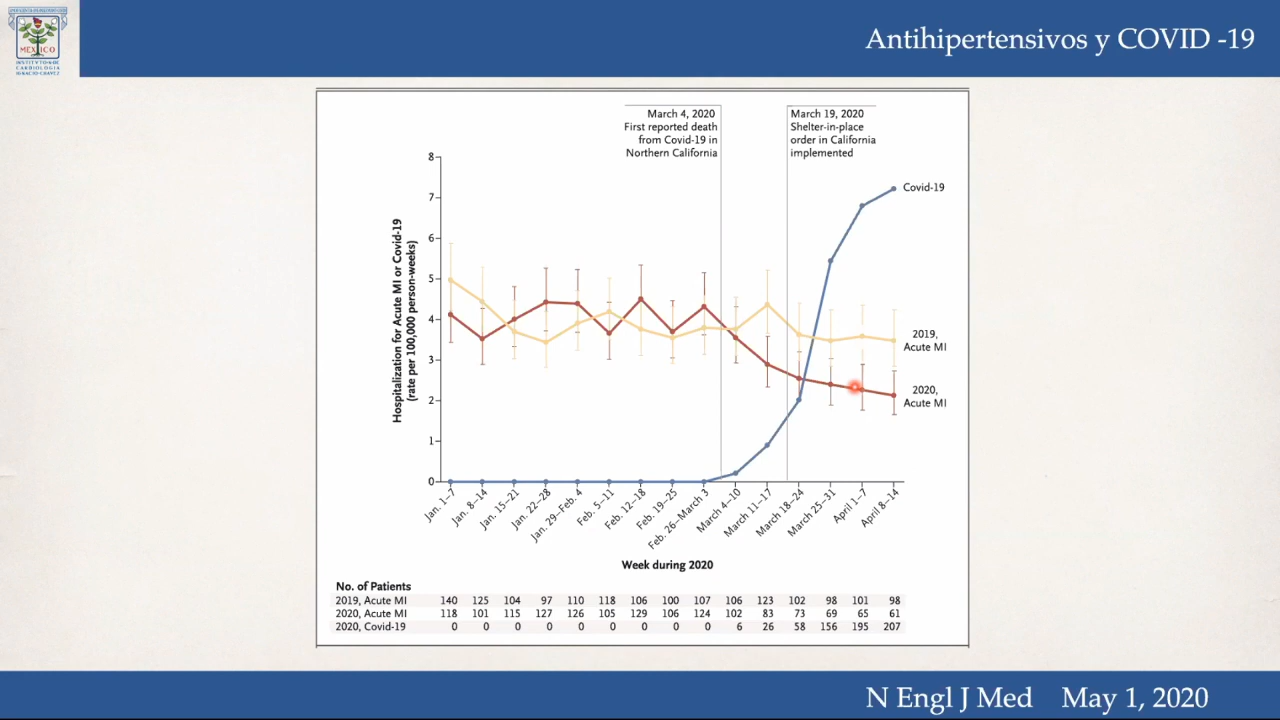 MEXICO
INSTITVTO·N·DE
CARDIOLOGIA
IGNACIO·CHAVEZ
Antihipertensivos y COVID -19
March 4, 2020
First reported death
from Covid-19 in
Northern California
March 19, 2020
Shelter-in-place
order in California
implemented
Hospitalization for Acute MI or Covid-19
(rate per 100,000 person-weeks)
8
7
6
5
4
3
2
1
0
Covid-19
2019,
Acute MI
2020,
Acute MI
Jan. 1–7
Jan. 8–14
Jan. 15–21
Jan. 22–28
Jan. 29–Feb. 4
Feb. 5–11
Feb. 12–18
Feb. 19–25
Feb. 26–March 3
March 4–10
March 11–17
March 18–24
March 25–31
April 1–7
April 8–14
Week during 2020
No. of Patients
2019, Acute MI 140 125 104 97 110 118 106 100 107 106 123 102 98 101 98
2020, Acute MI 118 101 115 127 126 105 129 106 124 102 83 73 69 65 61
2020, Covid-19 0 0 0 0 0 0 0 0 0 6 26 58 156 195 207
N Engl J Med May 1, 2020